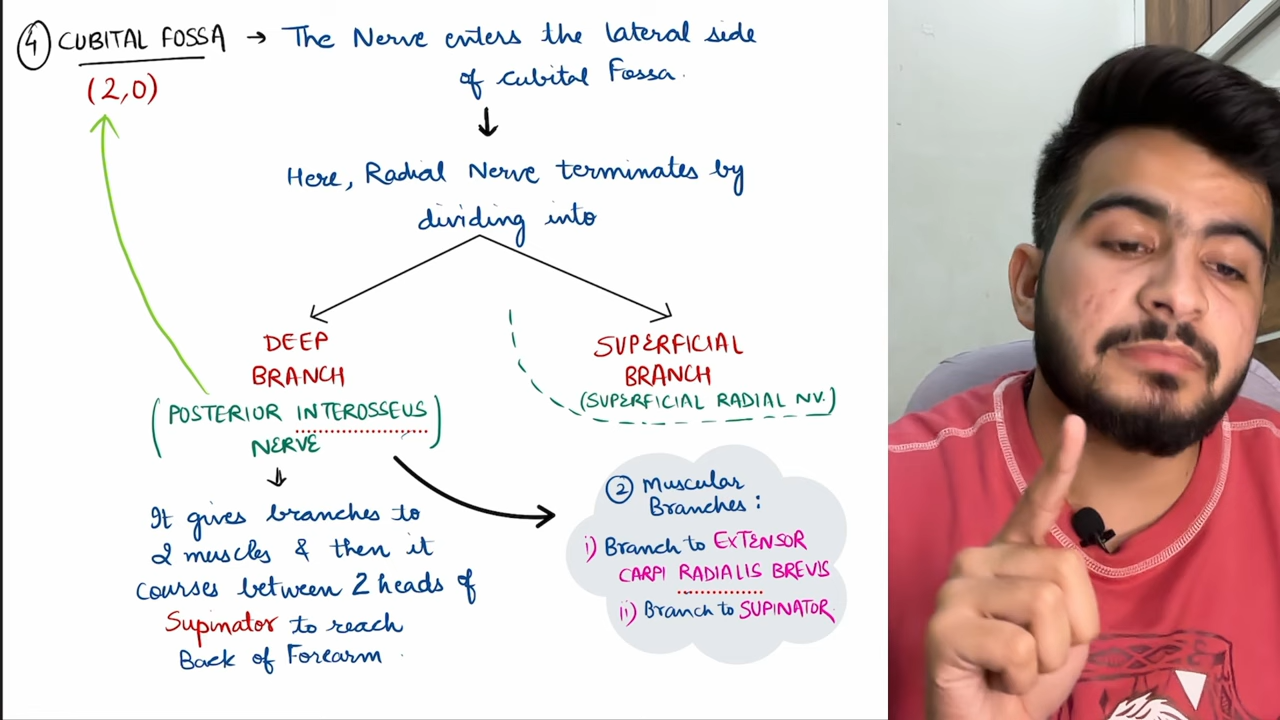 4 CUBITAL FOSSA → The Nerve enters the lateral side
of cubital Fossa.
(2,0)
Here, Radial Nerve terminates by
dividing into
DEEP
BRANCH
(POSTERIOR INTEROSSEUS
NERVE)
SUPERFICIAL
BRANCH
(SUPERFICIAL RADIAL NV.)
It gives branches to
2 muscles & then it
courses between 2 heads of
Supinator to reach
Back of Forearm.
2 Muscular
Branches:
i) Branch to EXTENSOR
CARPI RADIALIS BREVIS
ii) Branch to SUPINATOR